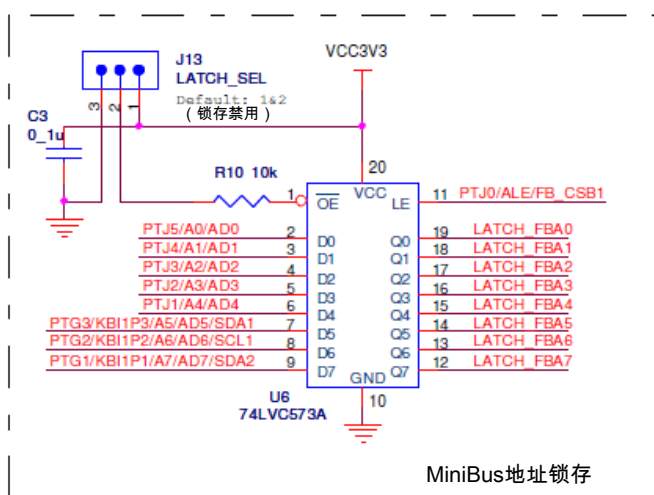 J13
LATCH_SEL
Default: 1&2
（锁存禁用）
VCC3V3
3
2
1
C3
0_1u
R10 10k
20
1
OE
VCC
LE
11
PTJ0/ALE/FB_CSB1
PTJ5/A0/AD0
2
D0
Q0
19
LATCH_FBA0
PTJ4/A1/AD1
3
D1
Q1
18
LATCH_FBA1
PTJ3/A2/AD2
4
D2
Q2
17
LATCH_FBA2
PTJ2/A3/AD3
5
D3
Q3
16
LATCH_FBA3
PTJ1/A4/AD4
6
D4
Q4
15
LATCH_FBA4
PTG3/KBI1P3/A5/AD5/SDA1
7
D5
Q5
14
LATCH_FBA5
PTG2/KBI1P2/A6/AD6/SCL1
8
D6
Q6
13
LATCH_FBA6
PTG1/KBI1P1/A7/AD7/SDA2
9
D7
Q7
12
LATCH_FBA7
GND
U6
74LVC573A
10
MiniBus地址锁存